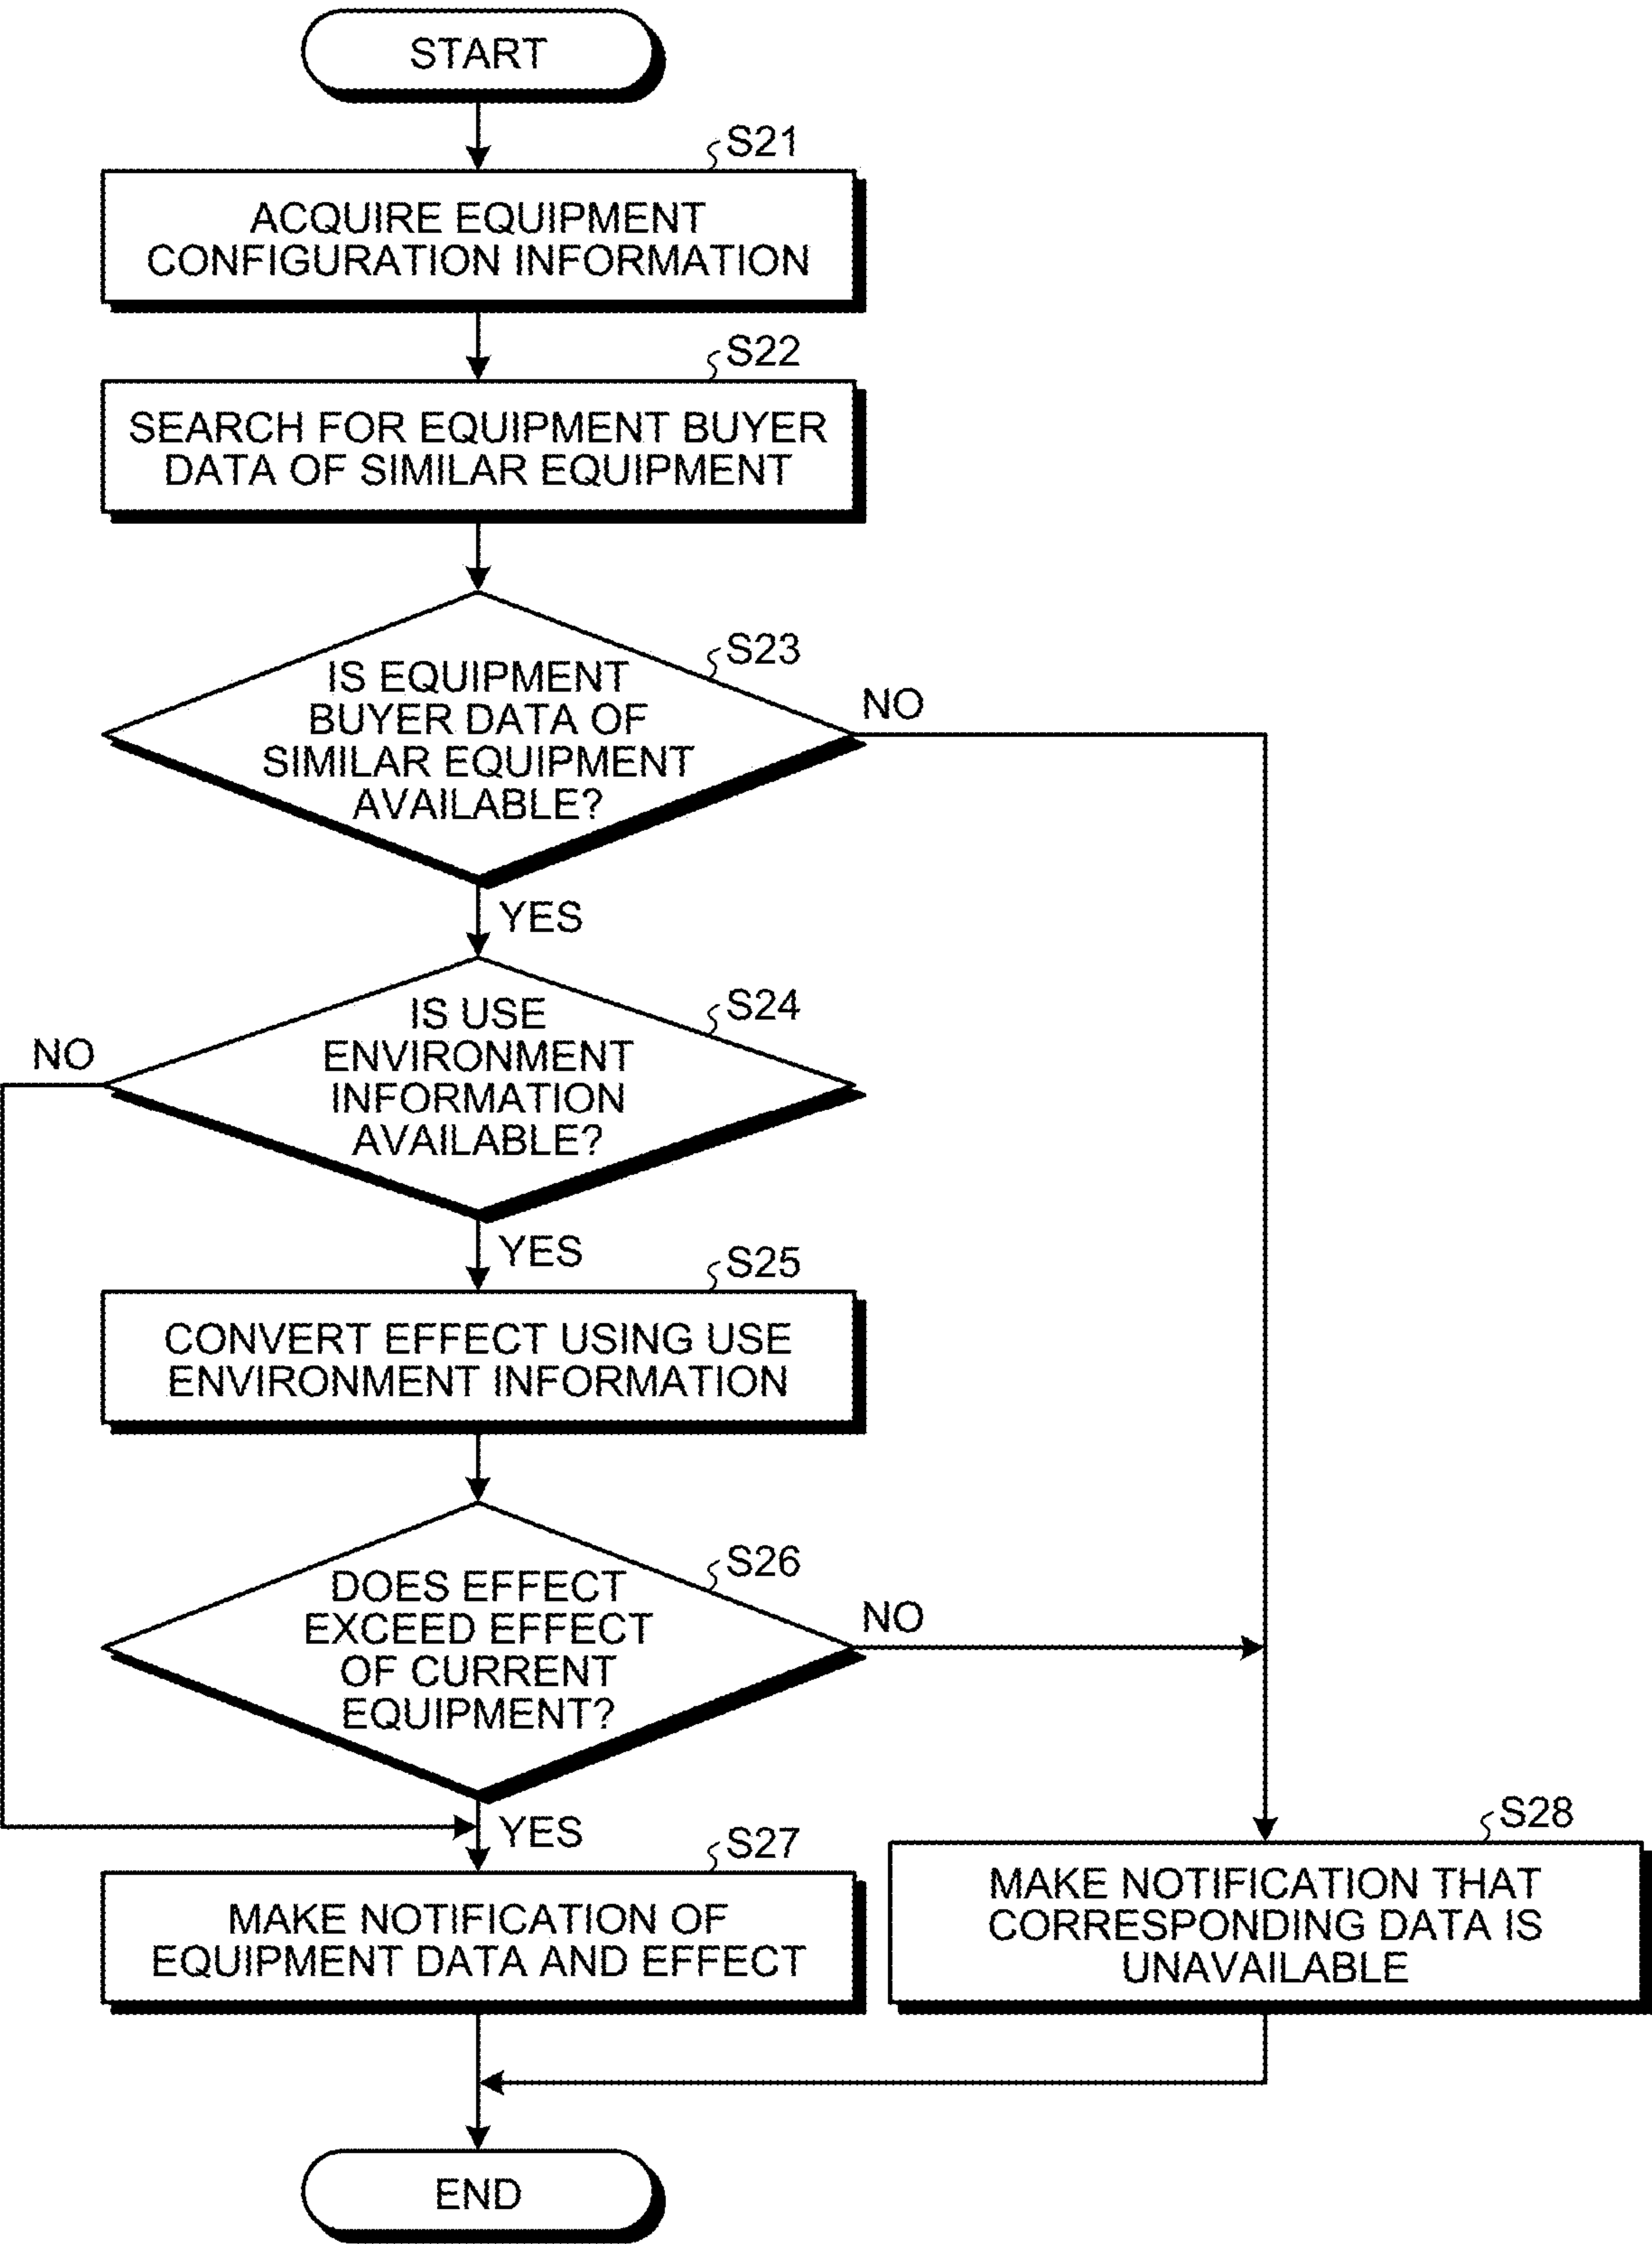 START
S21
ACQUIRE EQUIPMENT
CONFIGURATION INFORMATION
S22
SEARCH FOR EQUIPMENT BUYER
DATA OF SIMILAR EQUIPMENT
S23
IS EQUIPMENT
BUYER DATA OF
SIMILAR EQUIPMENT
AVAILABLE?
NO
YES
S24
IS USE
ENVIRONMENT
INFORMATION
AVAILABLE?
NO
YES
S25
CONVERT EFFECT USING USE
ENVIRONMENT INFORMATION
S26
DOES EFFECT
EXCEED EFFECT
OF CURRENT
EQUIPMENT?
NO
YES
S27
MAKE NOTIFICATION OF
EQUIPMENT DATA AND EFFECT
S28
MAKE NOTIFICATION THAT
CORRESPONDING DATA IS
UNAVAILABLE
END